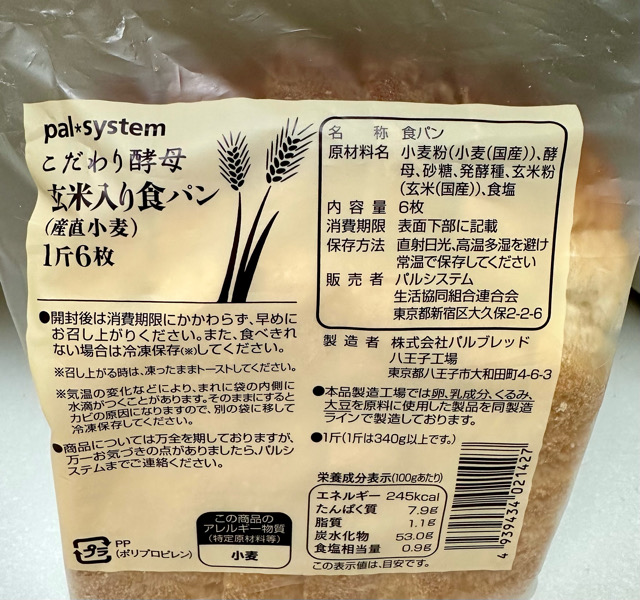 pal*system
こだわり酵母
玄米入り食パン
(産直小麦)
1斤6枚
●開封後は消費期限にかかわらず、早めに
お召し上がりください。また、食べきれ
ない場合は冷凍保存(※)してください。
※召し上がる時は、凍ったままトーストしてください。
※気温の変化などにより、まれに袋の内側に
水滴がつくことがあります。そのままにすると
カビの原因になりますので、別の袋に移して
冷凍保存してください。
●商品については万全を期しておりますが、
万一お気づきの点がありましたら、パルシ
ステムまでご連絡ください。
プラ
PP
(ポリプロピレン)
この商品の
アレルギー物質
(特定原材料等)
小麦
名称 食パン
原材料名 小麦粉(小麦(国産))、酵
母、砂糖、発酵種、玄米粉
(玄米(国産))、食塩
内容量 6枚
消費期限 表面下部に記載
保存方法 直射日光、高温多湿を避け
常温で保存してください
販売者 パルシステム
生活協同組合連合会
東京都新宿区大久保2-2-6
製造者 株式会社パルブレッド
八王子工場
東京都八王子市大和田町4-6-3
●本品製造工場では卵、乳成分、くるみ、
大豆を原料に使用した製品を同製造
ラインで製造しております。
●1斤(1斤は340g以上です。)
栄養成分表示(100gあたり)
エネルギー 245kcal
たんぱく質 7.9g
脂質 1.1g
炭水化物 53.0g
食塩相当量 0.9g
この表示値は、目安です。
4 939434 021427